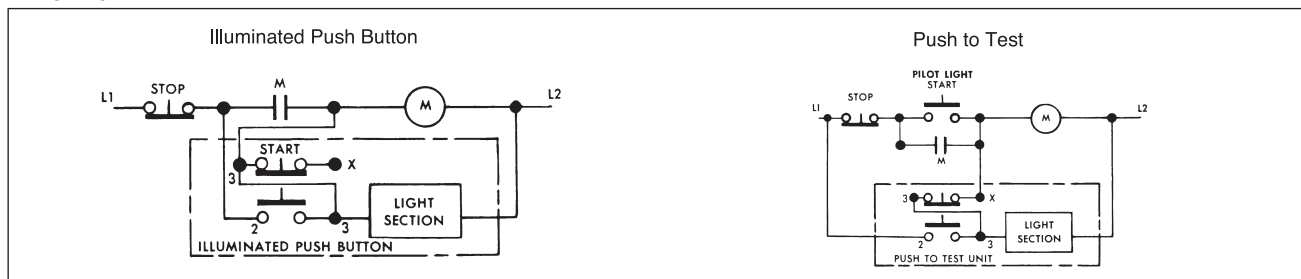 Illuminated Push Button
L1
STOP
M
M
L2
START
X
3
2
3
LIGHT
SECTION
ILLUMINATED PUSH BUTTON
Push to Test
PILOT LIGHT
START
L1
STOP
M
L2
M
3
X
2
3
LIGHT
SECTION
PUSH TO TEST UNIT